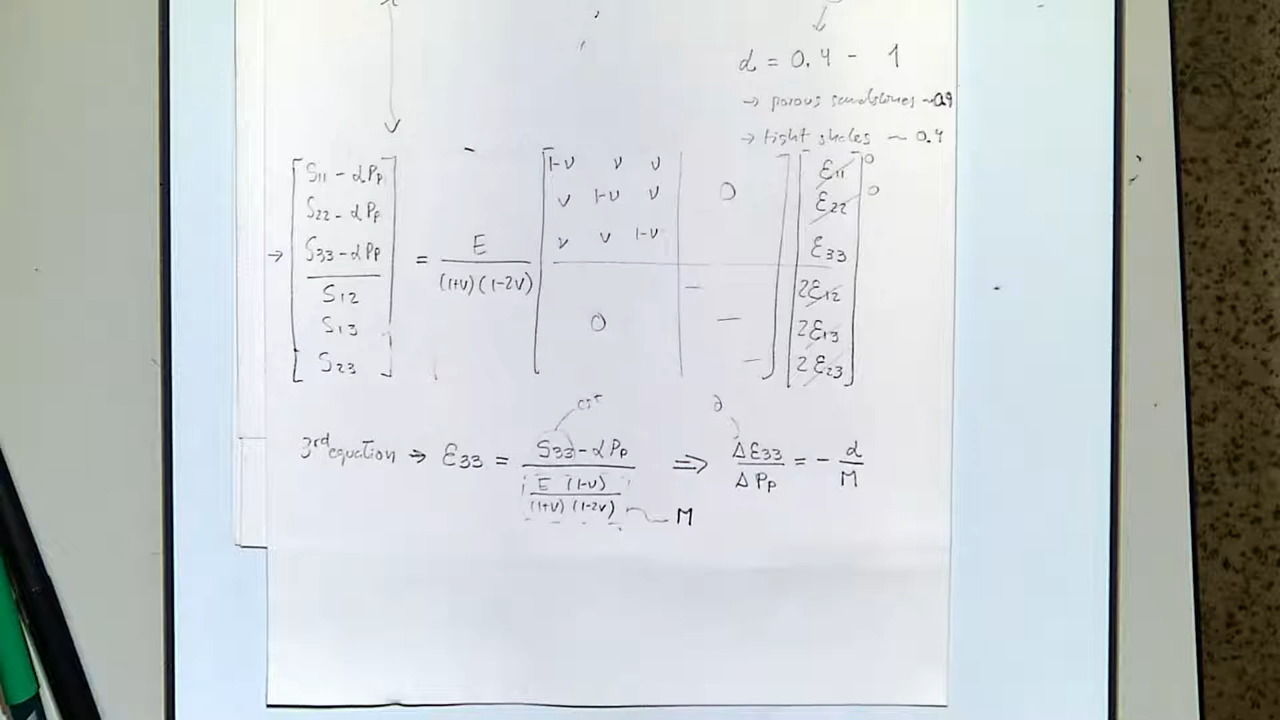 α = 0.4 - 1
→ porous sandstones ~0.9
→ tight shales ~ 0.4
→ [S11 - αPp
S22 - αPp
S33 - αPp
S12
S13
S23] = E / (1+ν)(1-2ν) [1-ν ν ν
ν 1-ν ν
ν ν 1-ν
0
0] [ε11 0
ε22 0
ε33
2ε12
2ε13
2ε23]
cst
∂
3rd equation → ε33 = S33 - αPp / E (1-ν) / (1+ν) (1-2ν) ⇒ Δε33 / ΔPp = - α / M
M